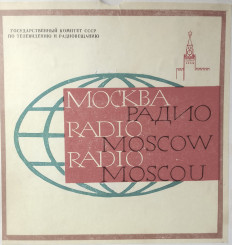 ГОСУДАРСТВЕННЫЙ КОМИТЕТ СССР
ПО ТЕЛЕВИДЕНИЮ И РАДИОВЕЩАНИЮ
МОСКВА
РАДИО
RADIO
MOSCOW
RADIO
MOSCOU